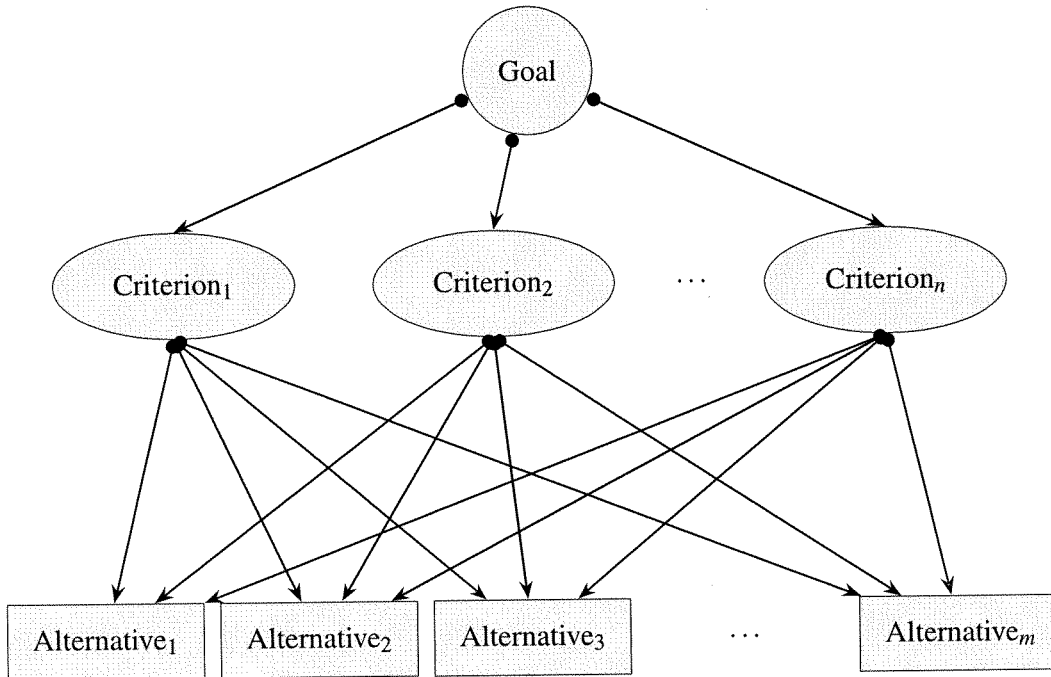 Goal
Criterion₁ Criterion₂ ... Criterionₙ
Alternative₁ Alternative₂ Alternative₃ ... Alternativeₘ